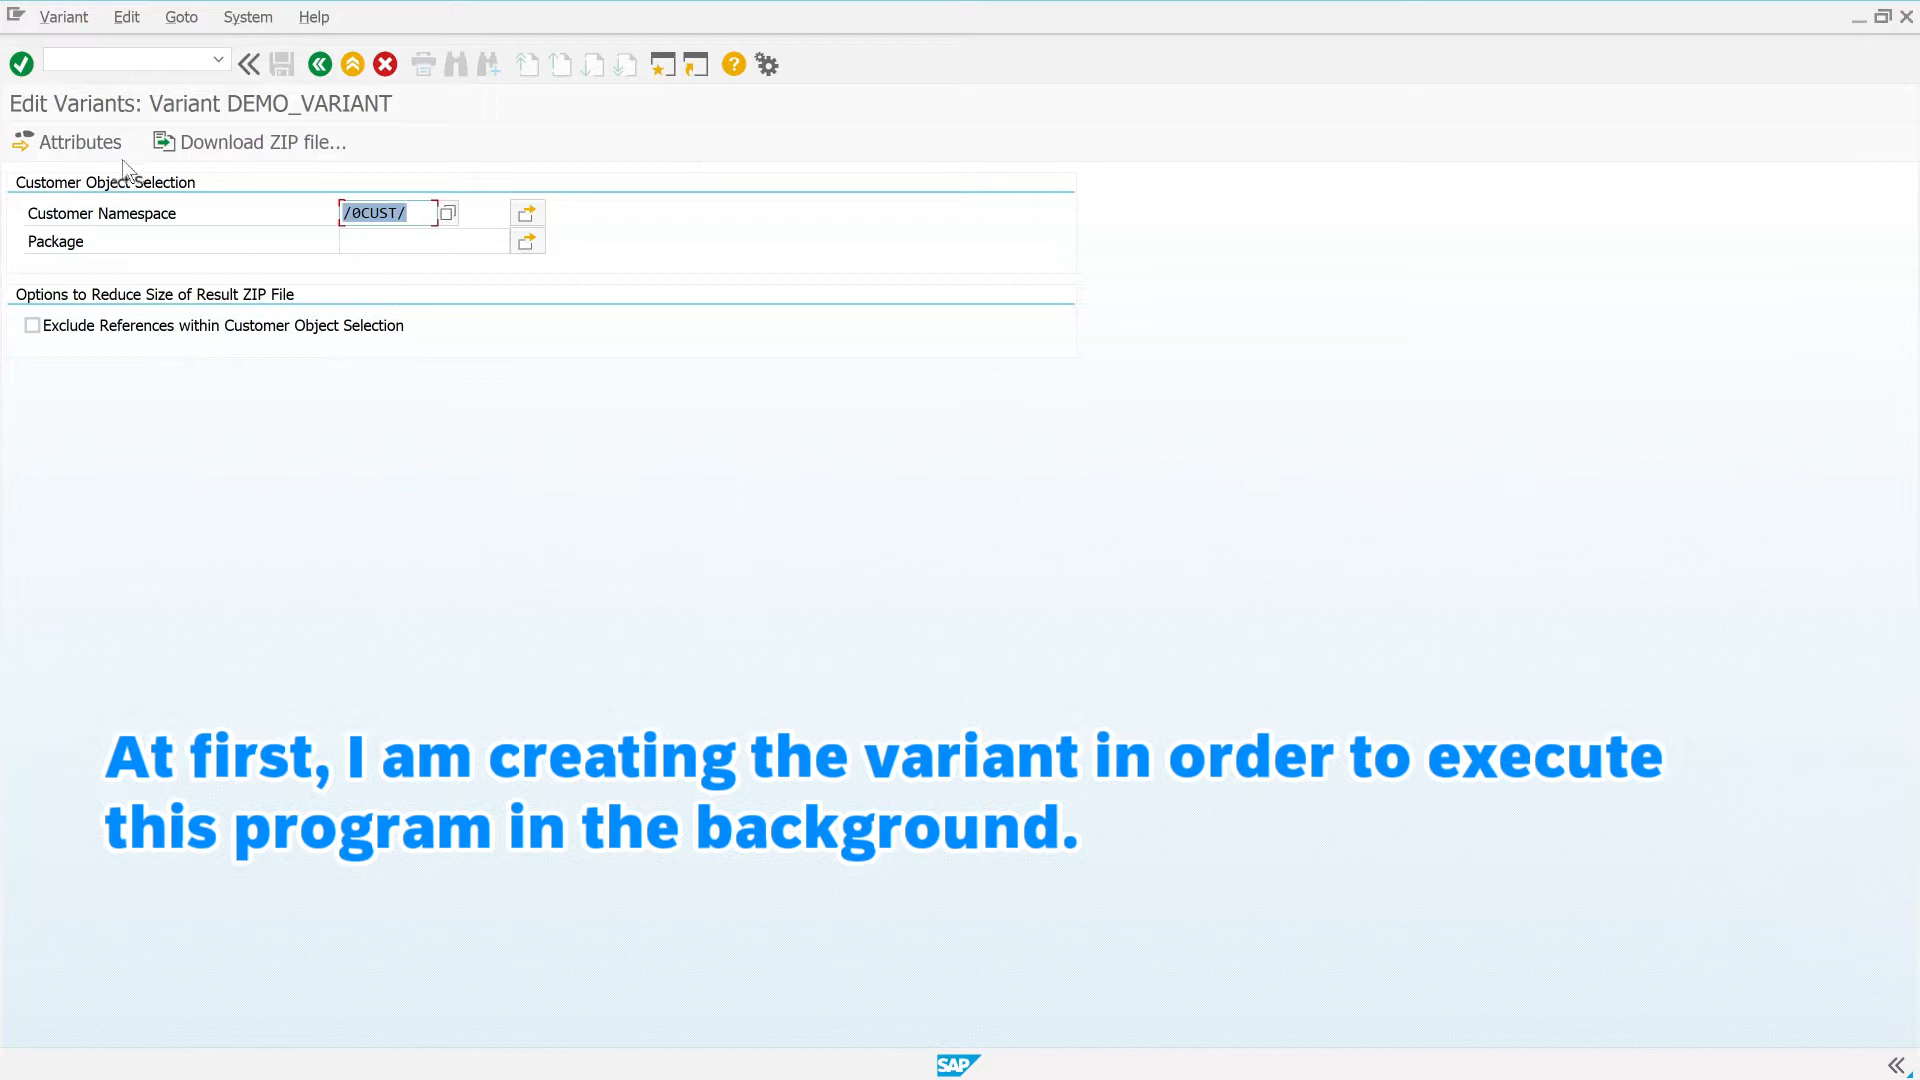 Variant Edit Goto System Help
Edit Variants: Variant DEMO_VARIANT
Attributes Download ZIP file...
Customer Object Selection
Customer Namespace /0CUST/
Package
Options to Reduce Size of Result ZIP File
Exclude References within Customer Object Selection
At first, I am creating the variant in order to execute
this program in the background.
SAP